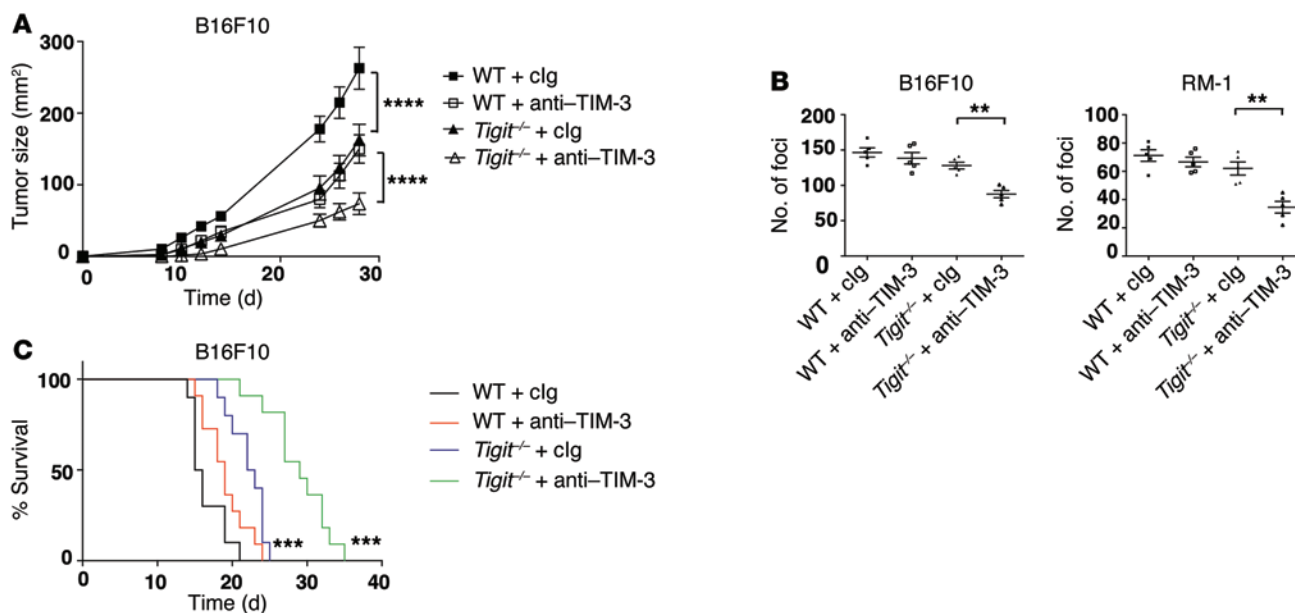 A
B16F10
Tumor size (mm²)
300
200
100
0
0
10
20
30
Time (d)
WT + cIg
WT + anti–TIM-3
Tigit⁻/⁻ + cIg
Tigit⁻/⁻ + anti–TIM-3
****
****
B
B16F10
No. of foci
200
150
100
50
0
**
WT + cIg
WT + anti–TIM-3
Tigit⁻/⁻ + cIg
Tigit⁻/⁻ + anti–TIM-3
RM-1
No. of foci
100
80
60
40
20
0
**
WT + cIg
WT + anti–TIM-3
Tigit⁻/⁻ + cIg
Tigit⁻/⁻ + anti–TIM-3
C
B16F10
% Survival
100
50
0
0
10
20
30
40
Time (d)
***
***
WT + cIg
WT + anti–TIM-3
Tigit⁻/⁻ + cIg
Tigit⁻/⁻ + anti–TIM-3